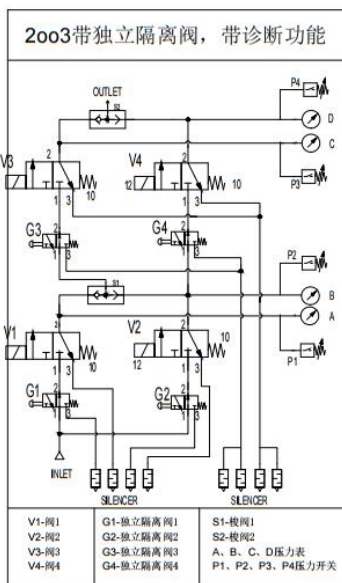 2oo3带独立隔离阀，带诊断功能
P4
OUTLET
S2
D
C
V3
V4
2
2
12
10
10
1
3
1
3
P3
G3
G4
2
2
1
3
1
3
P2
S1
B
A
V1
V2
2
2
10
12
10
1
3
1
3
P1
G1
G2
2
2
1
3
1
3
INLET
SILENCER
SILENCER
V1-阀1
G1-独立隔离阀1
S1-梭阀1
V2-阀2
G2-独立隔离阀2
S2-梭阀2
V3-阀3
G3-独立隔离阀3
A、B、C、D压力表
V4-阀4
G4-独立隔离阀4
P1、P2、P3、P4压力开关